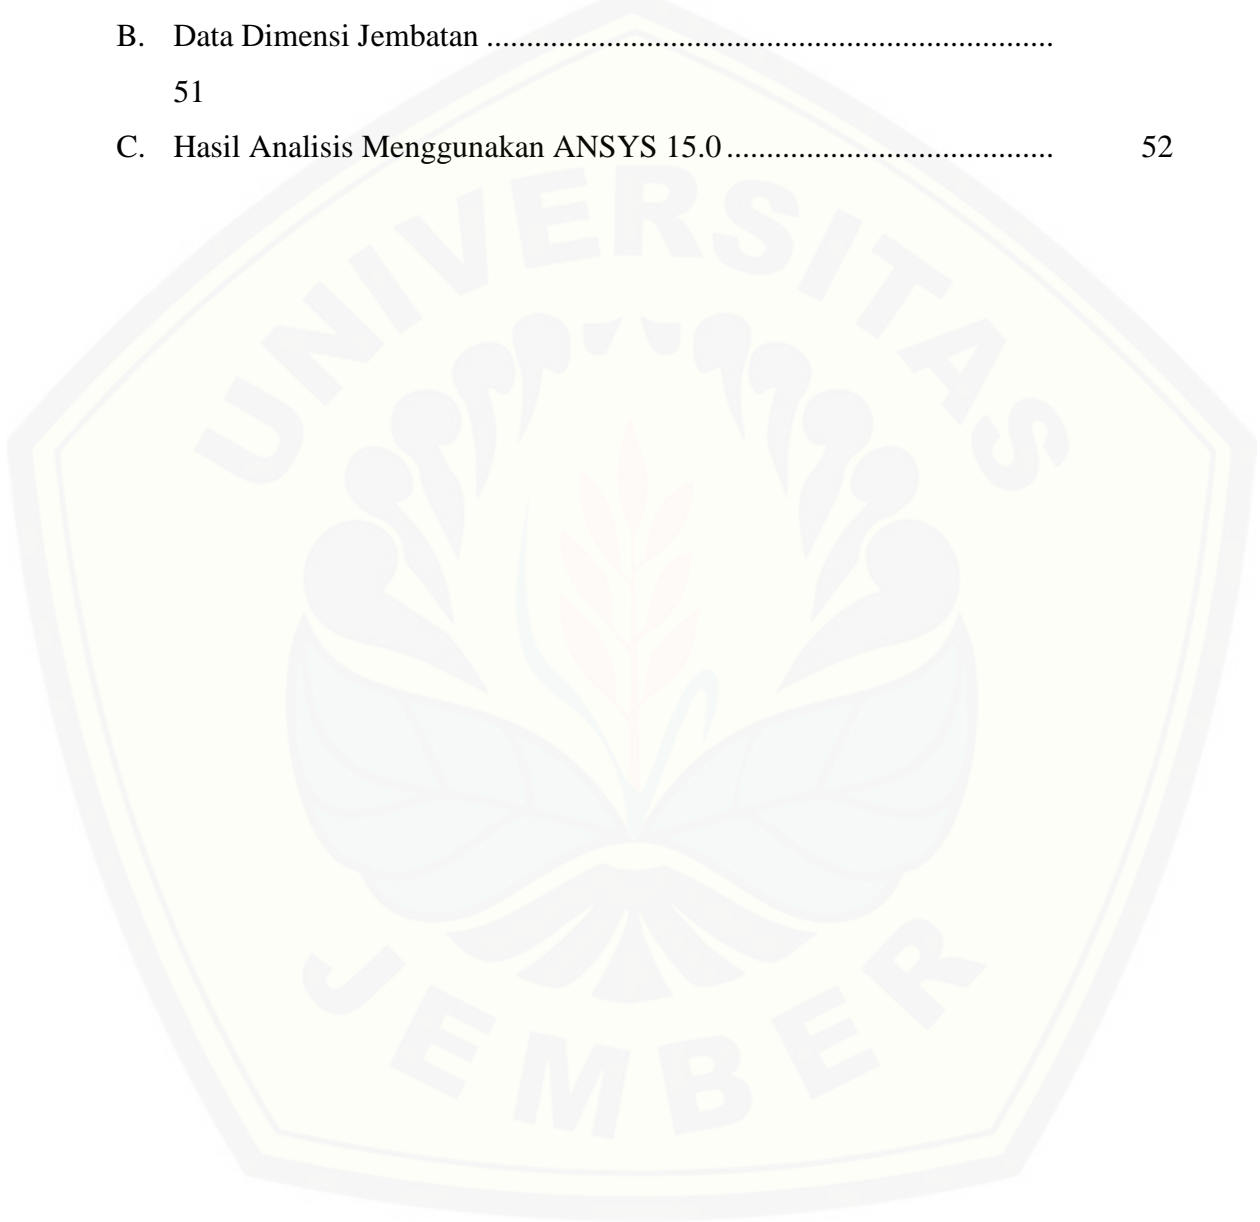 B. Data Dimensi Jembatan ......................................................................
51
C. Hasil Analisis Menggunakan ANSYS 15.0 ........................................ 52
UNIVERSITAS
JEMBER